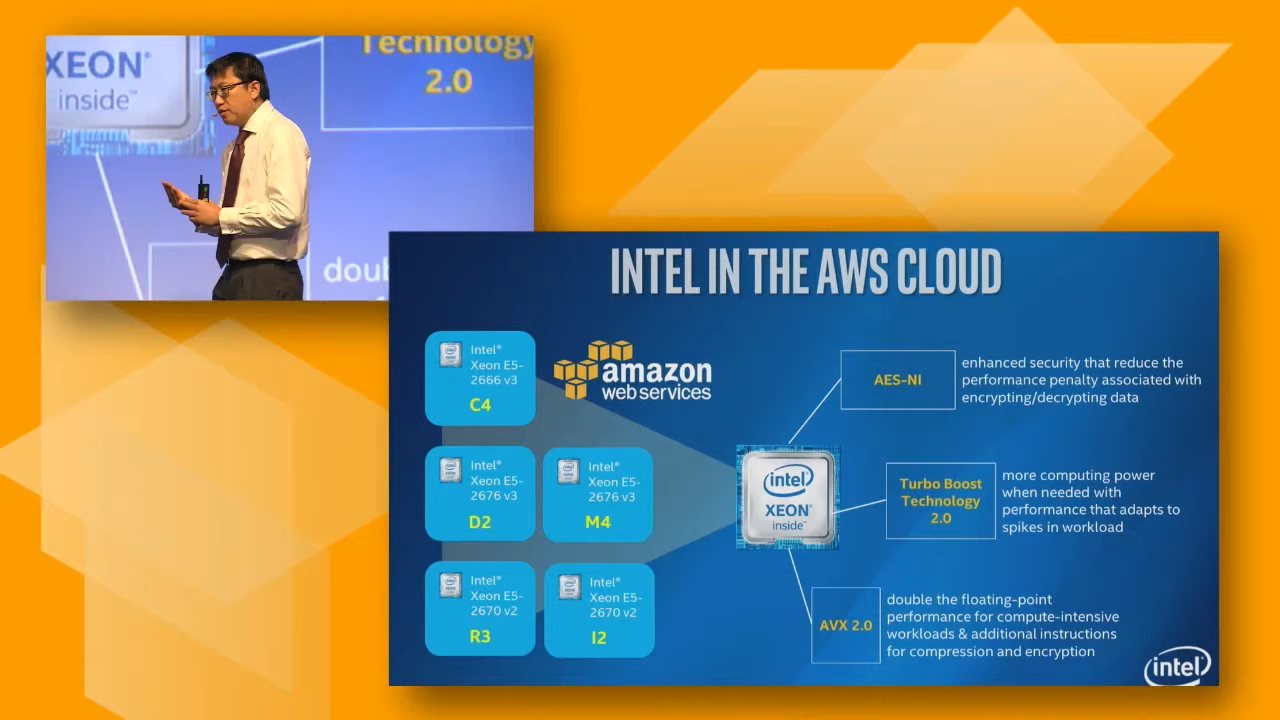 XEON®
inside™
Technology
2.0
doub
INTEL IN THE AWS CLOUD
Intel®
Xeon E5-
2666 v3
C4
amazon
web services
Intel®
Xeon E5-
2676 v3
D2
Intel®
Xeon E5-
2676 v3
M4
Intel®
Xeon E5-
2670 v2
R3
Intel®
Xeon E5-
2670 v2
I2
intel®
XEON®
inside™
AES-NI
enhanced security that reduce the
performance penalty associated with
encrypting/decrypting data
Turbo Boost
Technology
2.0
more computing power
when needed with
performance that adapts to
spikes in workload
AVX 2.0
double the floating-point
performance for compute-intensive
workloads & additional instructions
for compression and encryption
intel®